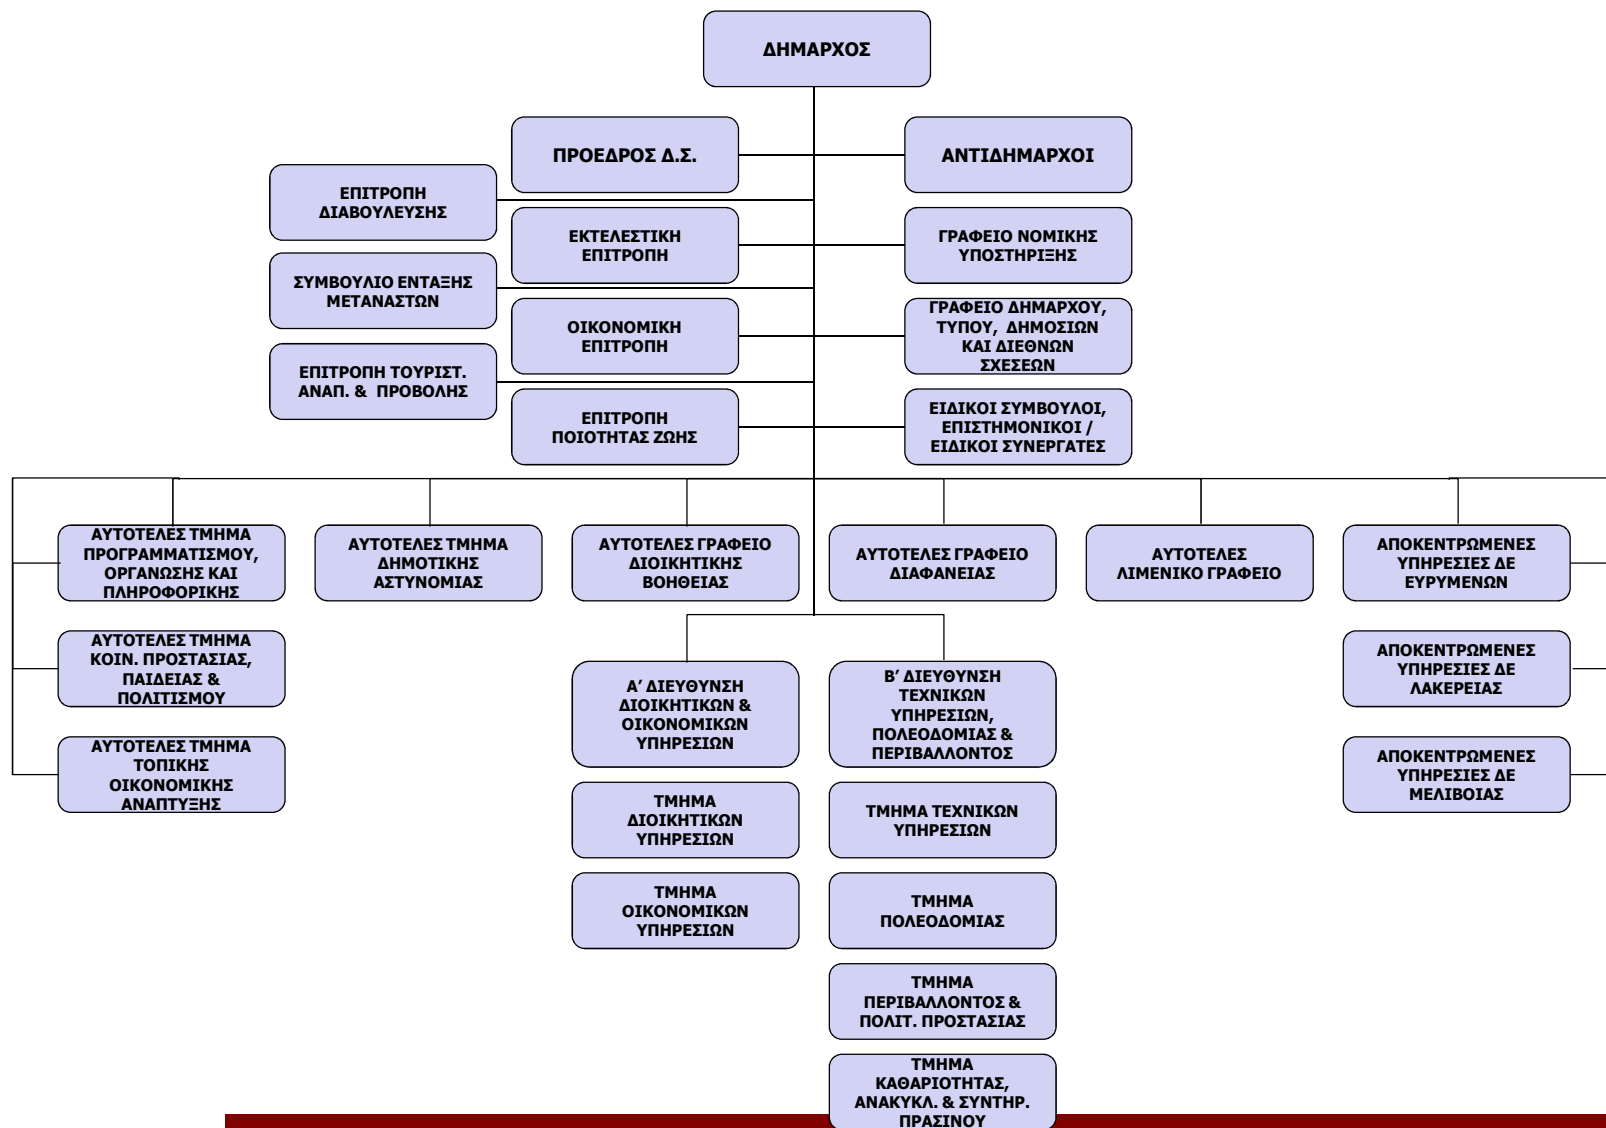 ΔΗΜΑΡΧΟΣ
ΠΡΟΕΔΡΟΣ Δ.Σ.
ΑΝΤΙΔΗΜΑΡΧΟΙ
ΕΠΙΤΡΟΠΗ
ΔΙΑΒΟΥΛΕΥΣΗΣ
ΕΚΤΕΛΕΣΤΙΚΗ
ΕΠΙΤΡΟΠΗ
ΓΡΑΦΕΙΟ ΝΟΜΙΚΗΣ
ΥΠΟΣΤΗΡΙΞΗΣ
ΣΥΜΒΟΥΛΙΟ ΕΝΤΑΞΗΣ
ΜΕΤΑΝΑΣΤΩΝ
ΟΙΚΟΝΟΜΙΚΗ
ΕΠΙΤΡΟΠΗ
ΓΡΑΦΕΙΟ ΔΗΜΑΡΧΟΥ,
ΤΥΠΟΥ, ΔΗΜΟΣΙΩΝ
ΚΑΙ ΔΙΕΘΝΩΝ
ΣΧΕΣΕΩΝ
ΕΠΙΤΡΟΠΗ ΤΟΥΡΙΣΤ.
ΑΝΑΠ. & ΠΡΟΒΟΛΗΣ
ΕΠΙΤΡΟΠΗ
ΠΟΙΟΤΗΤΑΣ ΖΩΗΣ
ΕΙΔΙΚΟΙ ΣΥΜΒΟΥΛΟΙ,
ΕΠΙΣΤΗΜΟΝΙΚΟΙ /
ΕΙΔΙΚΟΙ ΣΥΝΕΡΓΑΤΕΣ
ΑΥΤΟΤΕΛΕΣ ΤΜΗΜΑ
ΠΡΟΓΡΑΜΜΑΤΙΣΜΟΥ,
ΟΡΓΑΝΩΣΗΣ ΚΑΙ
ΠΛΗΡΟΦΟΡΙΚΗΣ
ΑΥΤΟΤΕΛΕΣ ΤΜΗΜΑ
ΔΗΜΟΤΙΚΗΣ
ΑΣΤΥΝΟΜΙΑΣ
ΑΥΤΟΤΕΛΕΣ ΓΡΑΦΕΙΟ
ΔΙΟΙΚΗΤΙΚΗΣ
ΒΟΗΘΕΙΑΣ
ΑΥΤΟΤΕΛΕΣ ΓΡΑΦΕΙΟ
ΔΙΑΦΑΝΕΙΑΣ
ΑΥΤΟΤΕΛΕΣ
ΛΙΜΕΝΙΚΟ ΓΡΑΦΕΙΟ
ΑΠΟΚΕΝΤΡΩΜΕΝΕΣ
ΥΠΗΡΕΣΙΕΣ ΔΕ
ΕΥΡΥΜΕΝΩΝ
ΑΥΤΟΤΕΛΕΣ ΤΜΗΜΑ
ΚΟΙΝ. ΠΡΟΣΤΑΣΙΑΣ,
ΠΑΙΔΕΙΑΣ &
ΠΟΛΙΤΙΣΜΟΥ
Α' ΔΙΕΥΘΥΝΣΗ
ΔΙΟΙΚΗΤΙΚΩΝ &
ΟΙΚΟΝΟΜΙΚΩΝ
ΥΠΗΡΕΣΙΩΝ
Β' ΔΙΕΥΘΥΝΣΗ
ΤΕΧΝΙΚΩΝ
ΥΠΗΡΕΣΙΩΝ,
ΠΟΛΕΟΔΟΜΙΑΣ &
ΠΕΡΙΒΑΛΛΟΝΤΟΣ
ΑΠΟΚΕΝΤΡΩΜΕΝΕΣ
ΥΠΗΡΕΣΙΕΣ ΔΕ
ΛΑΚΕΡΕΙΑΣ
ΑΥΤΟΤΕΛΕΣ ΤΜΗΜΑ
ΤΟΠΙΚΗΣ
ΟΙΚΟΝΟΜΙΚΗΣ
ΑΝΑΠΤΥΞΗΣ
ΤΜΗΜΑ
ΔΙΟΙΚΗΤΙΚΩΝ
ΥΠΗΡΕΣΙΩΝ
ΤΜΗΜΑ ΤΕΧΝΙΚΩΝ
ΥΠΗΡΕΣΙΩΝ
ΑΠΟΚΕΝΤΡΩΜΕΝΕΣ
ΥΠΗΡΕΣΙΕΣ ΔΕ
ΜΕΛΙΒΟΙΑΣ
ΤΜΗΜΑ
ΟΙΚΟΝΟΜΙΚΩΝ
ΥΠΗΡΕΣΙΩΝ
ΤΜΗΜΑ
ΠΟΛΕΟΔΟΜΙΑΣ
ΤΜΗΜΑ
ΠΕΡΙΒΑΛΛΟΝΤΟΣ &
ΠΟΛΙΤ. ΠΡΟΣΤΑΣΙΑΣ
ΤΜΗΜΑ
ΚΑΘΑΡΙΟΤΗΤΑΣ,
ΑΝΑΚΥΚΛ. & ΣΥΝΤΗΡ.
ΠΡΑΣΙΝΟΥ